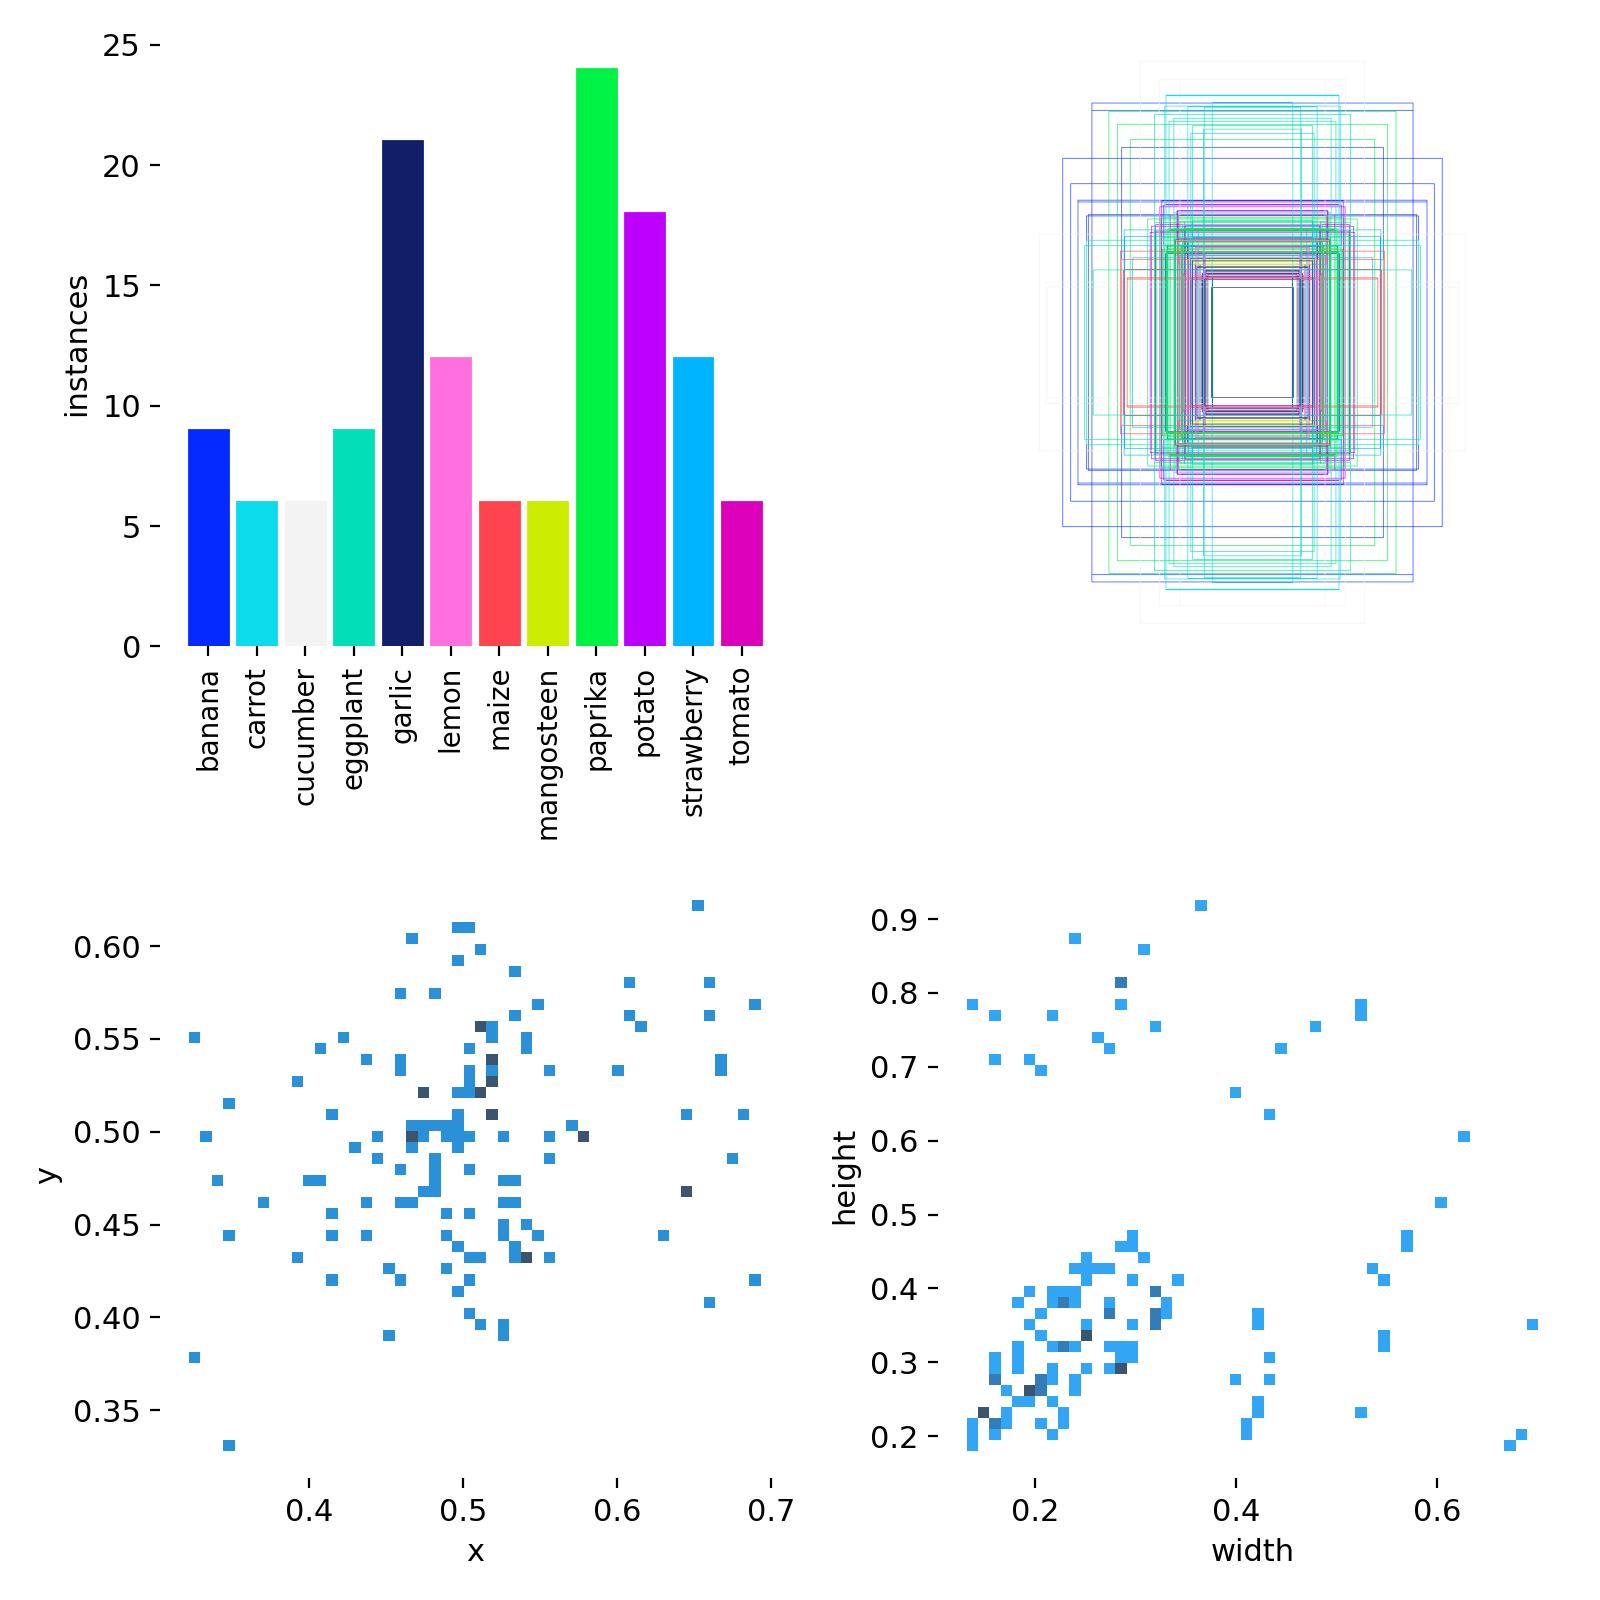 25
20
15
10
5
0
instances
banana
carrot
cucumber
eggplant
garlic
lemon
maize
mangosteen
paprika
potato
strawberry
tomato
0.60
0.55
0.50
0.45
0.40
0.35
y
0.4 0.5 0.6 0.7
x
0.9
0.8
0.7
0.6
0.5
0.4
0.3
0.2
height
0.2 0.4 0.6
width